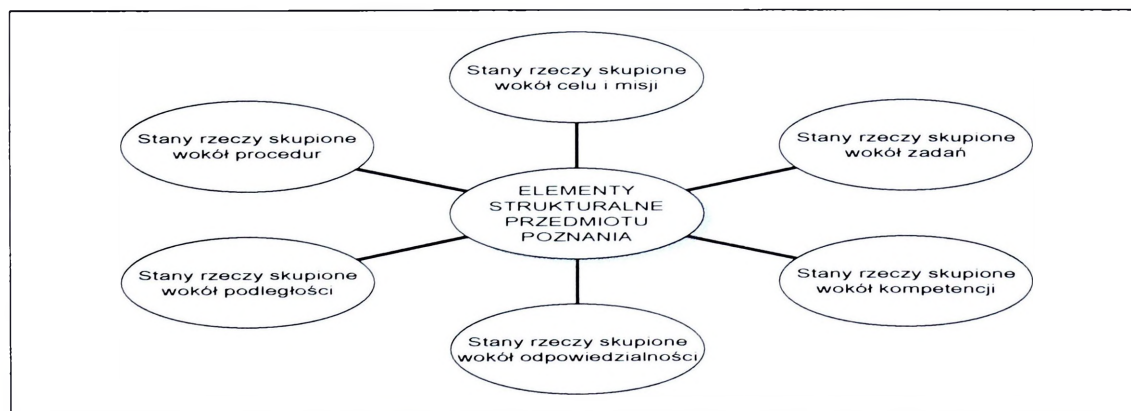 Stany rzeczy skupione
wokół celu i misji
Stany rzeczy skupione
wokół procedur
Stany rzeczy skupione
wokół zadań
ELEMENTY
STRUKTURALNE
PRZEDMIOTU
POZNANIA
Stany rzeczy skupione
wokół podległości
Stany rzeczy skupione
wokół kompetencji
Stany rzeczy skupione
wokół odpowiedzialności